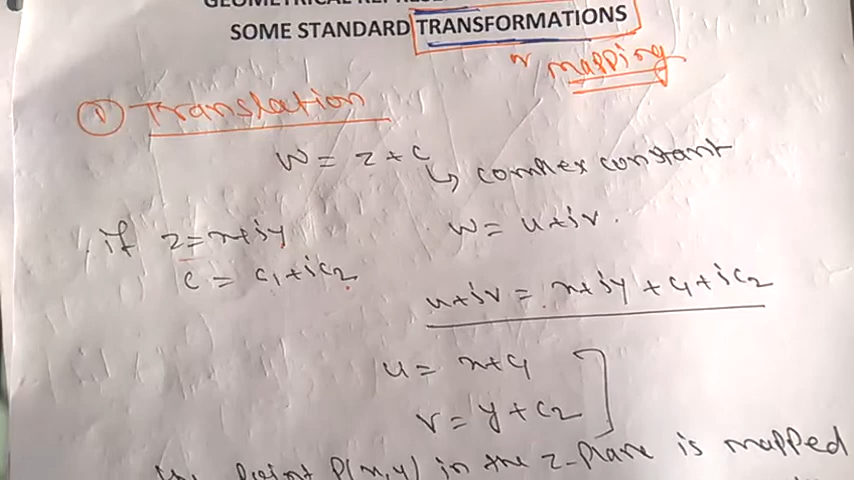 SOME STANDARD TRANSFORMATIONS
or mapping
① Translation
w = z + c
↳ complex constant
if z = x+iy w = u+iv.
c = c₁+ic₂
u+iv = x+iy + c₁+ic₂
u = x+c₁
v = y + c₂
point P(x,y) in the z-plane is mapped